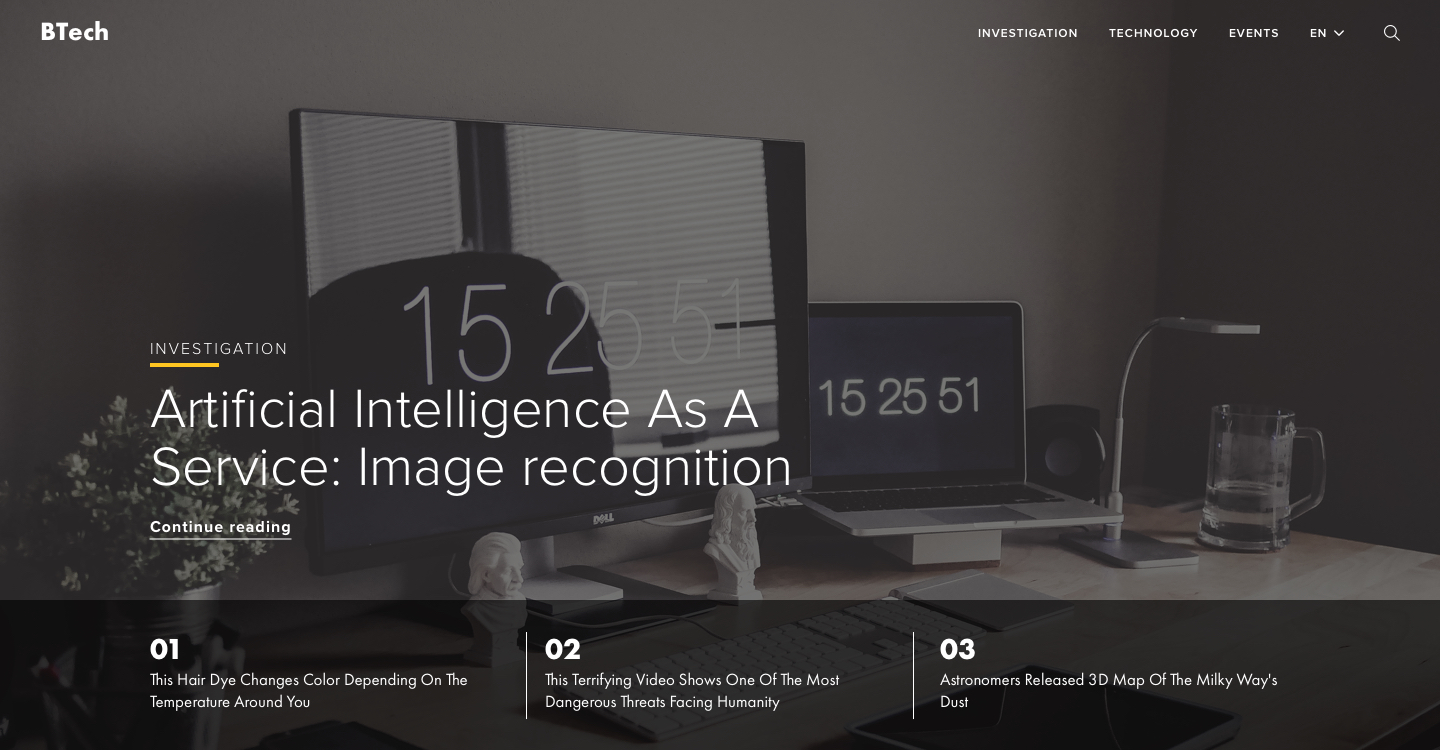 BTech
INVESTIGATION
TECHNOLOGY
EVENTS
EN
15 25 51
15 25 51
INVESTIGATION
Artificial Intelligence As A
Service: Image recognition
Continue reading
DELL
01
This Hair Dye Changes Color Depending On The
Temperature Around You
02
This Terrifying Video Shows One Of The Most
Dangerous Threats Facing Humanity
03
Astronomers Released 3D Map Of The Milky Way's
Dust